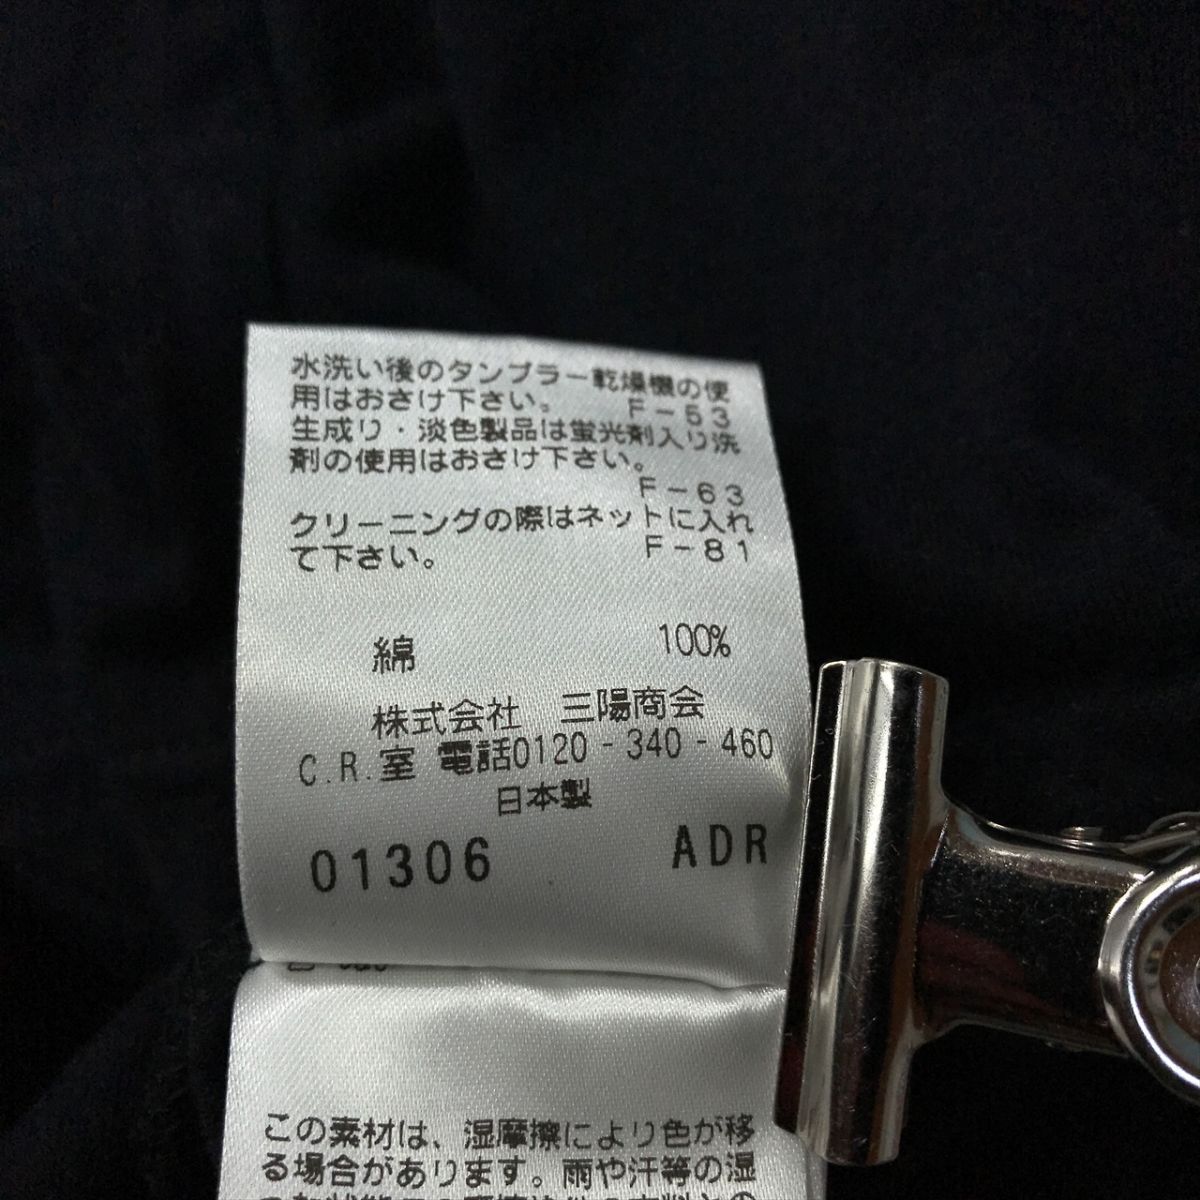 水洗い後のタンブラー乾燥機の使
用はおさけ下さい。 F-53
生成り・淡色製品は蛍光剤入り洗
剤の使用はおさけ下さい。
F-63
クリーニングの際はネットに入れ
て下さい。 F-81
綿 100%
株式会社 三陽商会
C.R.室 電話0120-340-460
日本製
01306 ADR
この素材は、湿摩擦により色が移
る場合があります。雨や汗等の湿